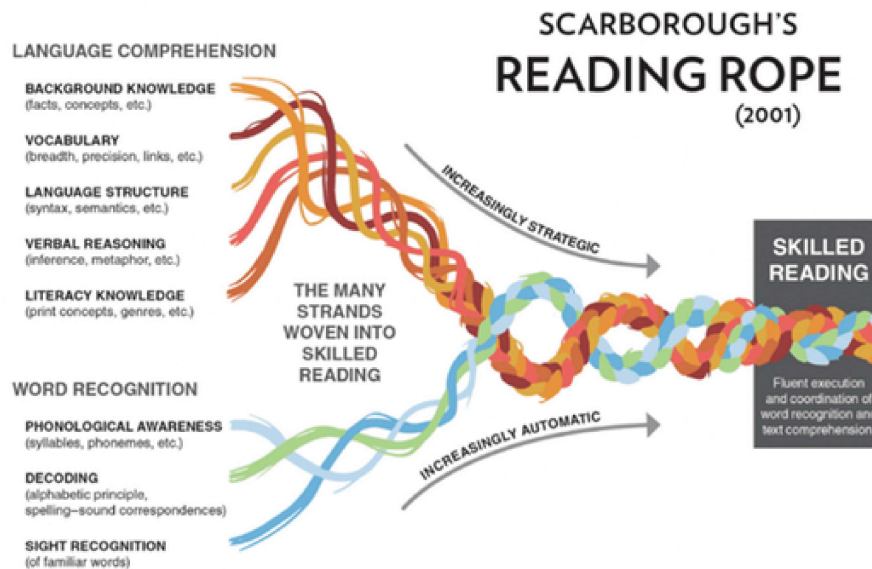 SCARBOROUGH'S
READING ROPE
(2001)
LANGUAGE COMPREHENSION
BACKGROUND KNOWLEDGE
(facts, concepts, etc.)
VOCABULARY
(breadth, precision, links, etc.)
LANGUAGE STRUCTURE
(syntax, semantics, etc.)
VERBAL REASONING
(inference, metaphor, etc.)
LITERACY KNOWLEDGE
(print concepts, genres, etc.)
THE MANY
STRANDS
WOVEN INTO
SKILLED
READING
WORD RECOGNITION
PHONOLOGICAL AWARENESS
(syllables, phonemes, etc.)
DECODING
(alphabetic principle,
spelling–sound correspondences)
SIGHT RECOGNITION
(of familiar words)
INCREASINGLY STRATEGIC
INCREASINGLY AUTOMATIC
SKILLED
READING
Fluent execution
and coordination of
word recognition and
text comprehension